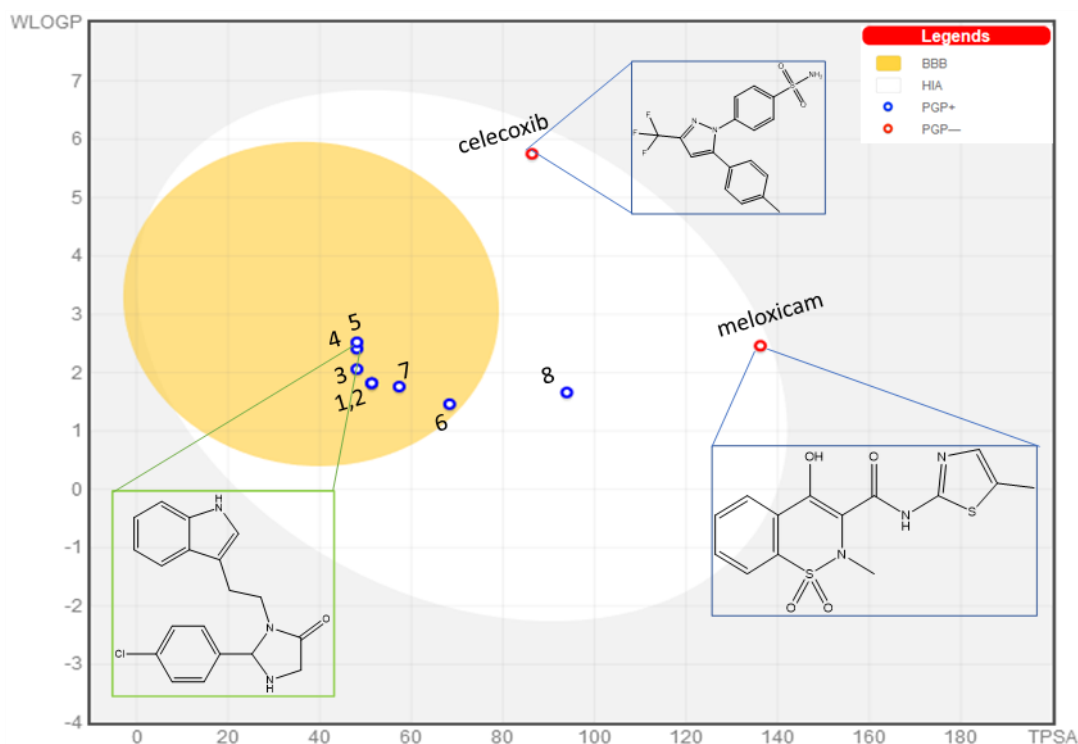 WLOGP
Legends
BBB
HIA
PGP+
PGP—
7
6
5
4
3
2
1
0
-1
-2
-3
-4
celecoxib
O
S
NH₂
O
N
N
F
F
F
meloxicam
5
4
3
1,2
7
6
8
OH
O
N
N
H
S
N
S
O
O
H
N
N
O
Cl
N
H
0 20 40 60 80 100 120 140 160 180 TPSA